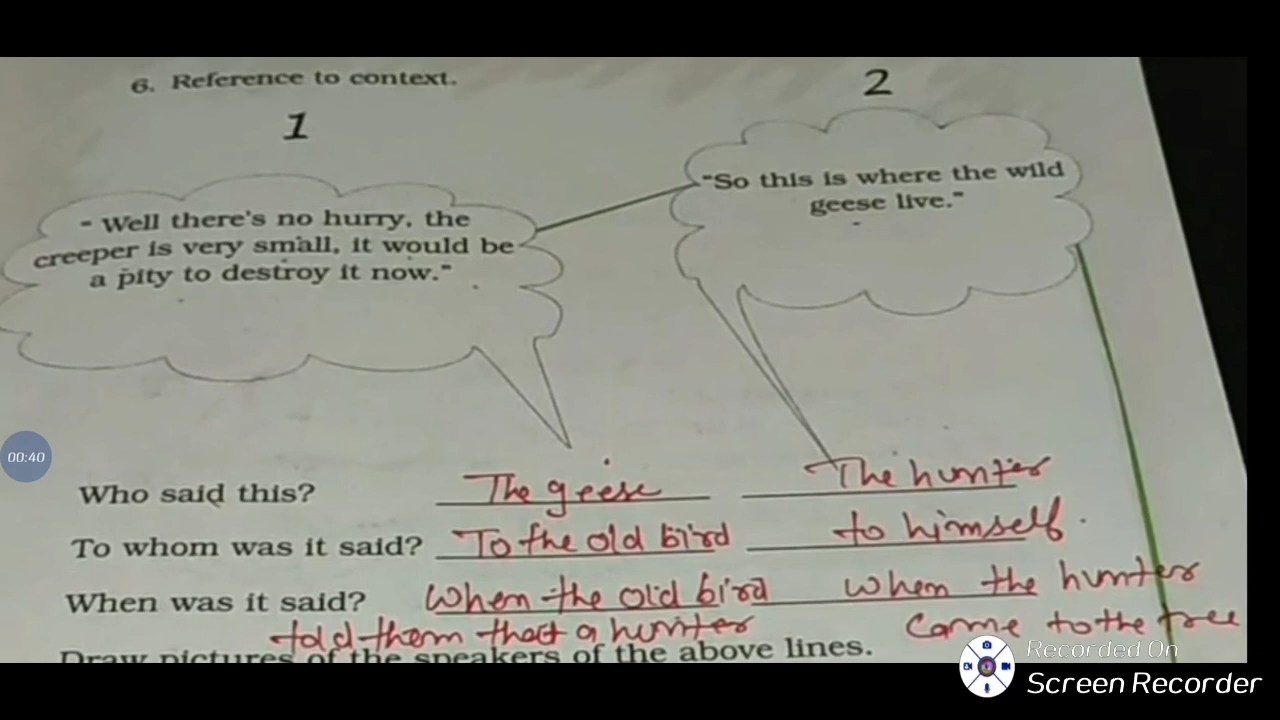 6. Reference to context.
1
2
"Well there's no hurry, the
creeper is very small, it would be
a pity to destroy it now."
"So this is where the wild
geese live."
00:40
Who said this? The geese The hunter
To whom was it said? To the old bird to himself.
When was it said? When the old bird when the hunter
told them that a hunter came to the tree
Draw pictures of the speakers of the above lines.
Recorded On
Screen Recorder